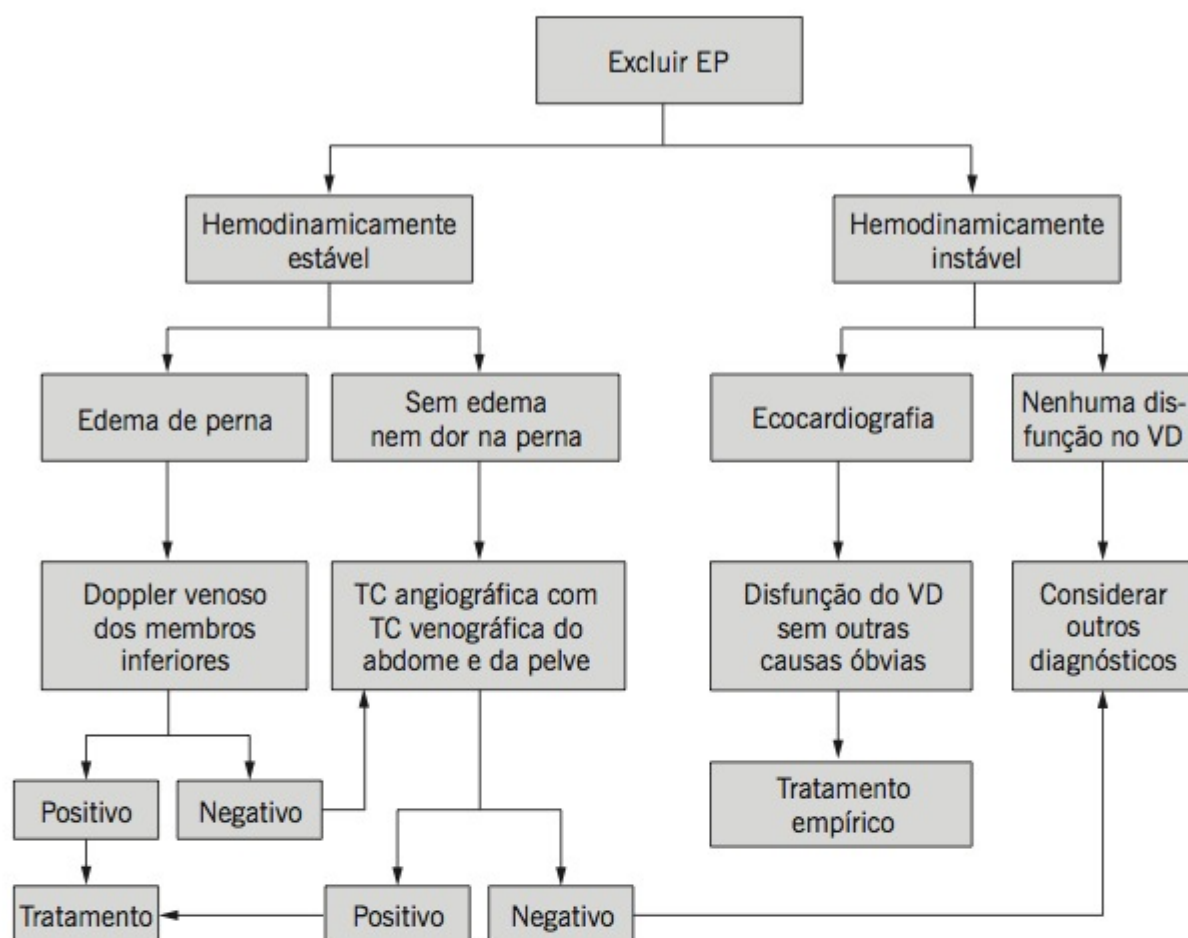 Excluir EP
Hemodinamicamente
estável
Hemodinamicamente
instável
Edema de perna
Sem edema
nem dor na perna
Ecocardiografia
Nenhuma dis-
função no VD
Doppler venoso
dos membros
inferiores
TC angiográfica com
TC venográfica do
abdome e da pelve
Disfunção do VD
sem outras
causas óbvias
Considerar
outros
diagnósticos
Positivo
Negativo
Tratamento
empírico
Tratamento
Positivo
Negativo